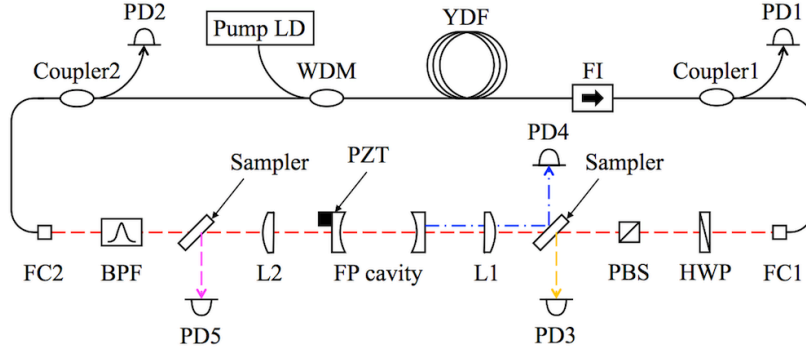 PD2
Pump LD
YDF
PD1
Coupler2
WDM
FI
Coupler1
PD4
Sampler
PZT
Sampler
FC2
BPF
L2
FP cavity
L1
PBS
HWP
FC1
PD5
PD3